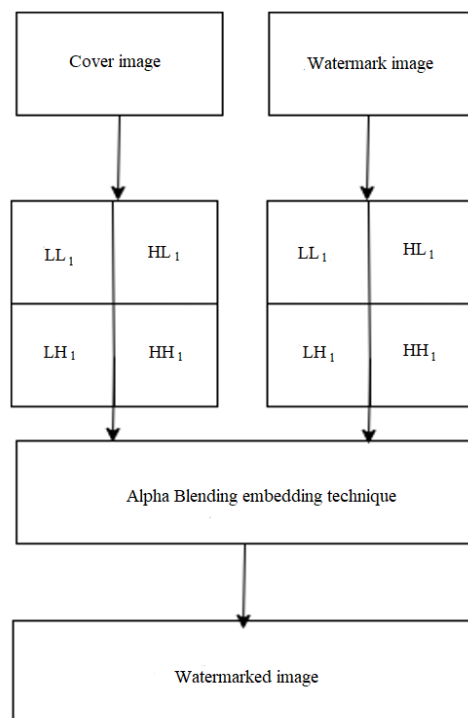 Cover image Watermark image
LL₁ HL₁ LL₁ HL₁
LH₁ HH₁ LH₁ HH₁
Alpha Blending embedding technique
Watermarked image